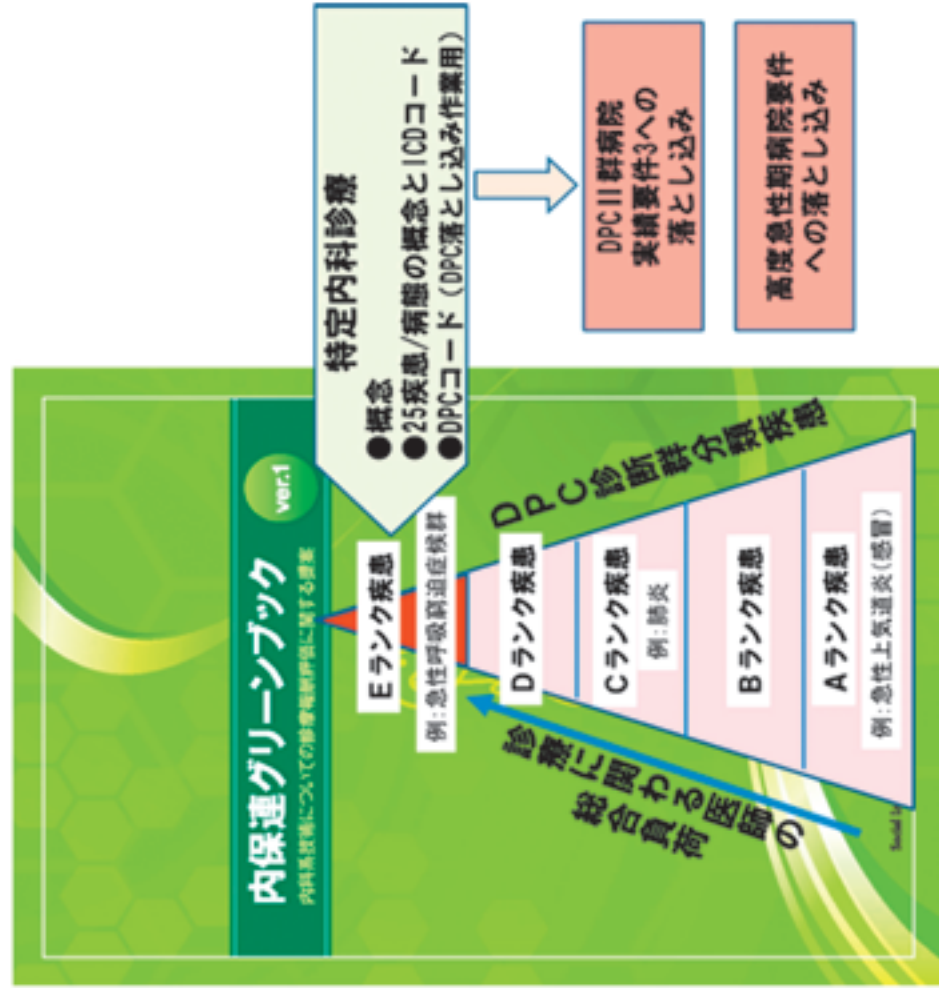 内保連グリーンブック
ver.1
内科系技術についての診療報酬評価に関する提案
Eランク疾患
例:急性呼吸窮迫症候群
Dランク疾患
Cランク疾患
例:肺炎
Bランク疾患
Aランク疾患
例:急性上気道炎(感冒)
診療に関わる医師の
総合負荷
DPC診断群分類疾患
特定内科診療
●概念
●25疾患/病態の概念とICDコード
●DPCコード(DPC落とし込み作業用)
DPCII群病院
実績要件3への
落とし込み
高度急性期病院要件
への落とし込み